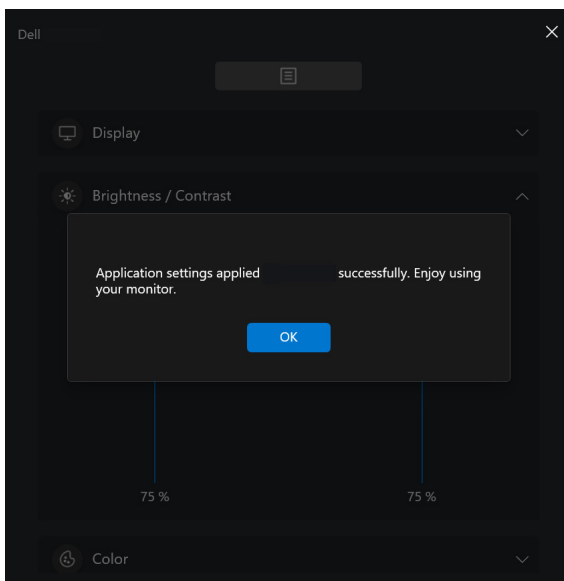 Dell
Display
Brightness / Contrast
Application settings applied successfully. Enjoy using
your monitor.
OK
75 % 75 %
Color